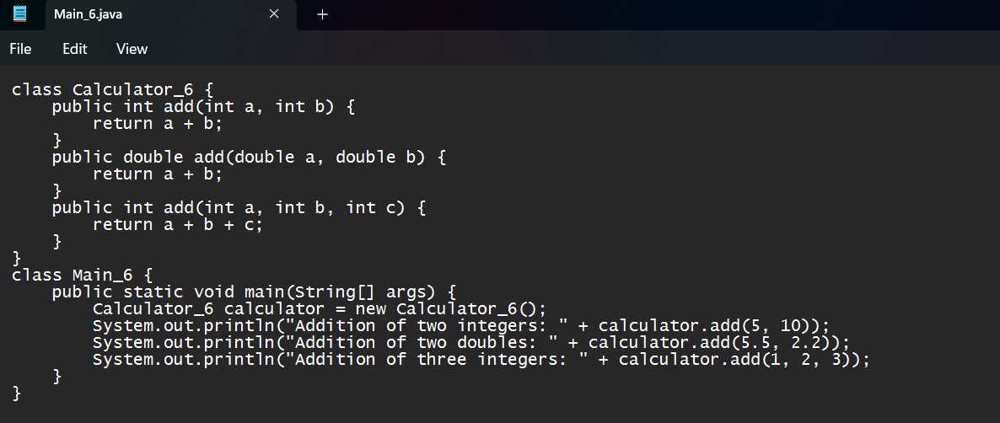 Main_6.java
File Edit View
class Calculator_6 {
    public int add(int a, int b) {
        return a + b;
    }
    public double add(double a, double b) {
        return a + b;
    }
    public int add(int a, int b, int c) {
        return a + b + c;
    }
}
class Main_6 {
    public static void main(String[] args) {
        Calculator_6 calculator = new Calculator_6();
        System.out.println("Addition of two integers: " + calculator.add(5, 10));
        System.out.println("Addition of two doubles: " + calculator.add(5.5, 2.2));
        System.out.println("Addition of three integers: " + calculator.add(1, 2, 3));
    }
}